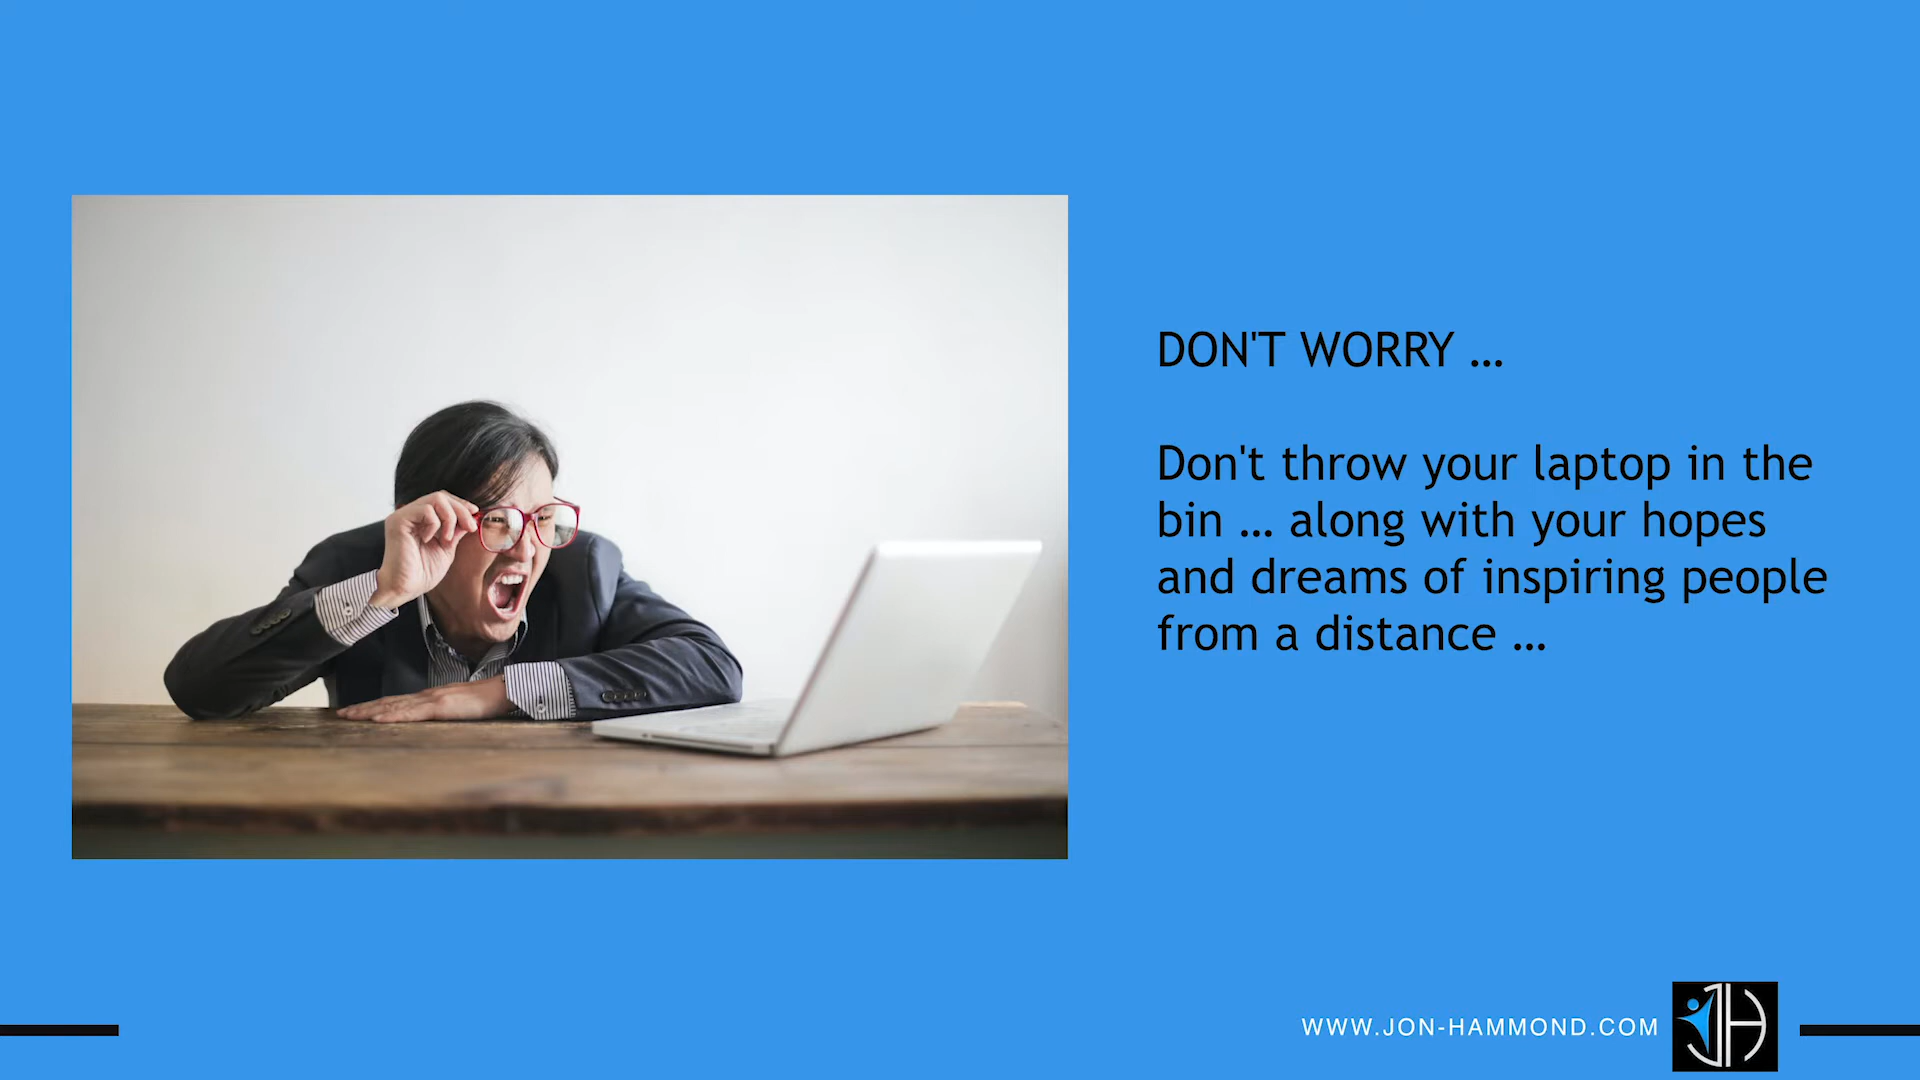 DON'T WORRY ...
Don't throw your laptop in the
bin ... along with your hopes
and dreams of inspiring people
from a distance ...
WWW.JON-HAMMOND.COM
JH